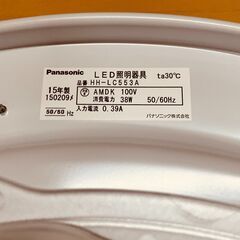 Panasonic LED照明器具 ta30℃
品番 HH-LC553A
15年製
150209
AMDK 100V
消費電力 38W 50/60Hz
50/60 Hz
入力電流 0.39A
パナソニック株式会社